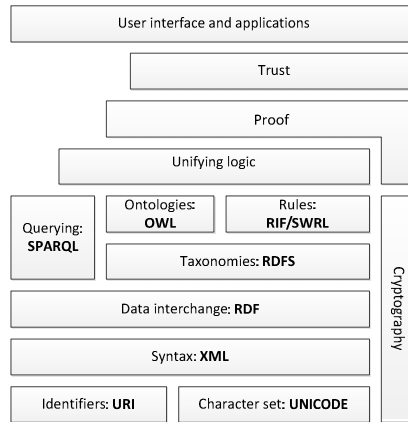 User interface and applications
Trust
Proof
Unifying logic
Querying:
SPARQL
Ontologies:
OWL
Rules:
RIF/SWRL
Taxonomies: RDFS
Data interchange: RDF
Syntax: XML
Identifiers: URI
Character set: UNICODE
Cryptography